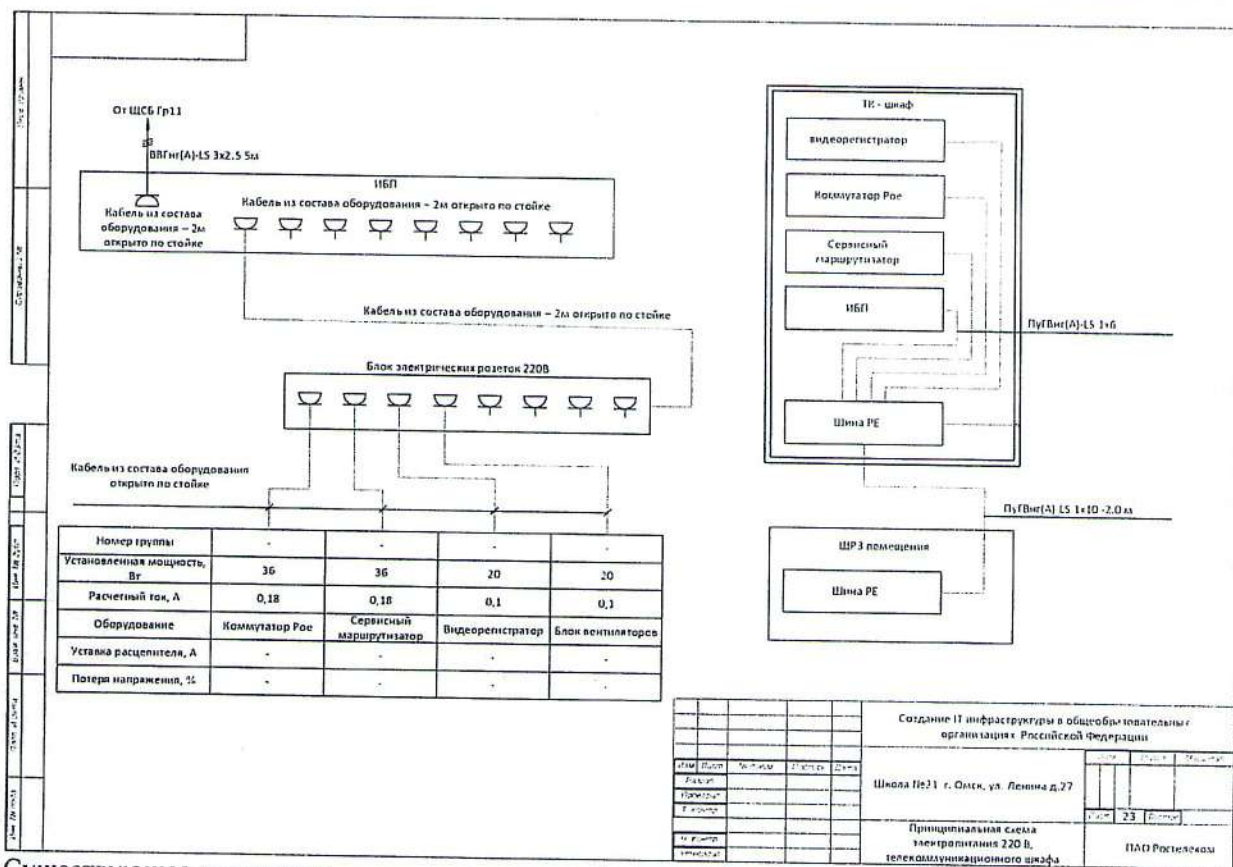 От ЩСБ Гр11
ВВГнг(А)-LS 3х2.5 5м
ИБП
Кабель из состава оборудования – 2м открыто по стойке
Кабель из состава
оборудования – 2м
открыто по стойке
Кабель из состава оборудования – 2м открыто по стойке
Блок электрических розеток 220В
Кабель из состава оборудования
открыто по стойке
Номер группы - - - -
Установленная мощность, Вт 36 36 20 20
Расчетный ток, А 0,18 0,18 0,1 0,1
Оборудование Коммутатор Poe Сервисный маршрутизатор Видеорегистратор Блок вентиляторов
Уставка расцепителя, А - - - -
Потеря напряжения, % - - - -
ТК - шкаф
видеорегистратор
Коммутатор Poe
Сервисный
маршрутизатор
ИБП
ПуГВнг(А)-LS 1х6
Шина РЕ
ПуГВнг(А) LS 1х10 -2.0 м
ЩРЗ помещения
Шина РЕ
Создание IT инфраструктуры в общеобразовательных
организациях Российской Федерации
Школа №31 г. Омск, ул. Ленина д.27
23
Принципиальная схема
электропитания 220 В,
телекоммуникационного шкафа
ПАО Ростелеком